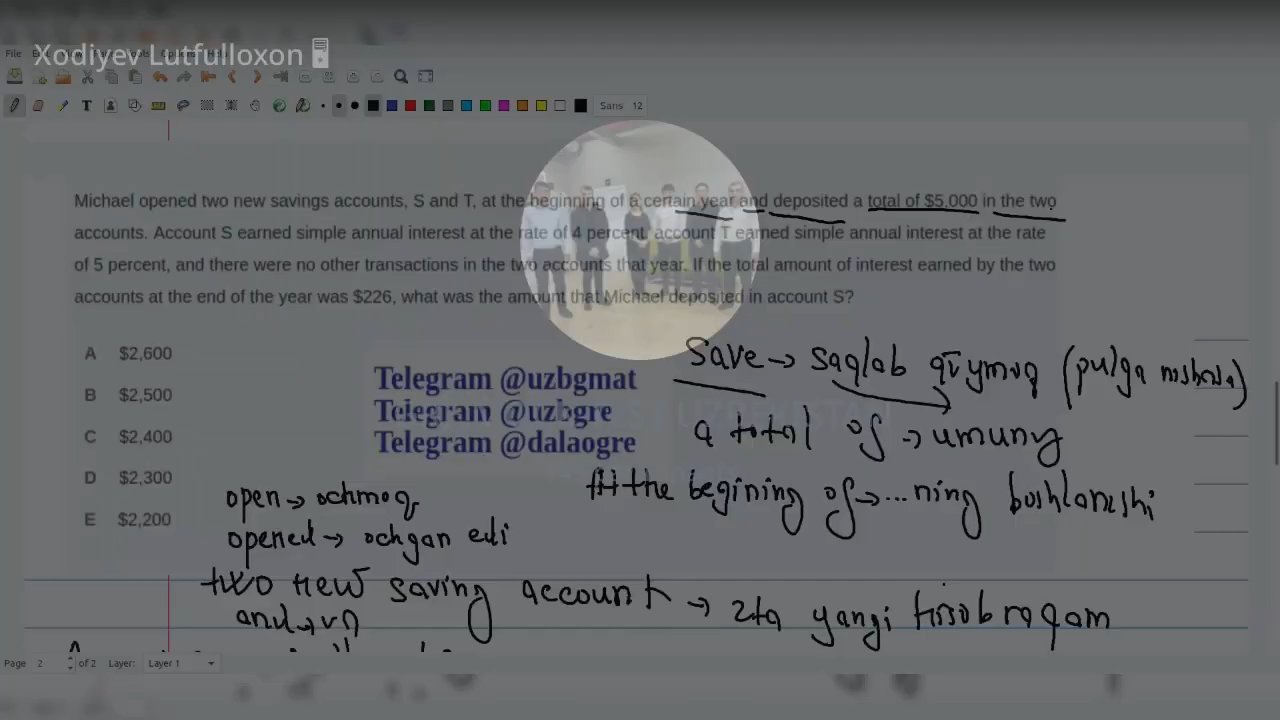 Xodiyev Lutfulloxon
File
Sans 12
Michael opened two new savings accounts, S and T, at the beginning of a certain year and deposited a total of $5,000 in the two
accounts. Account S earned simple annual interest at the rate of 4 percent, account T earned simple annual interest at the rate
of 5 percent, and there were no other transactions in the two accounts that year. If the total amount of interest earned by the two
accounts at the end of the year was $226, what was the amount that Michael deposited in account S?
A $2,600
B $2,500
C $2,400
D $2,300
E $2,200
Telegram @uzbgmat
Telegram @uzbgre
Telegram @dalaogre
Save → saqlab qo'ymoq (pulga nisbatan)
a total of → umumy
the begining of → ...ning boshlanishi
open → ochmoq
opened → ochgan edi
two new saving account → 2ta yangi hisob raqam
and → va
Page 2 of 2 Layer: Layer 1